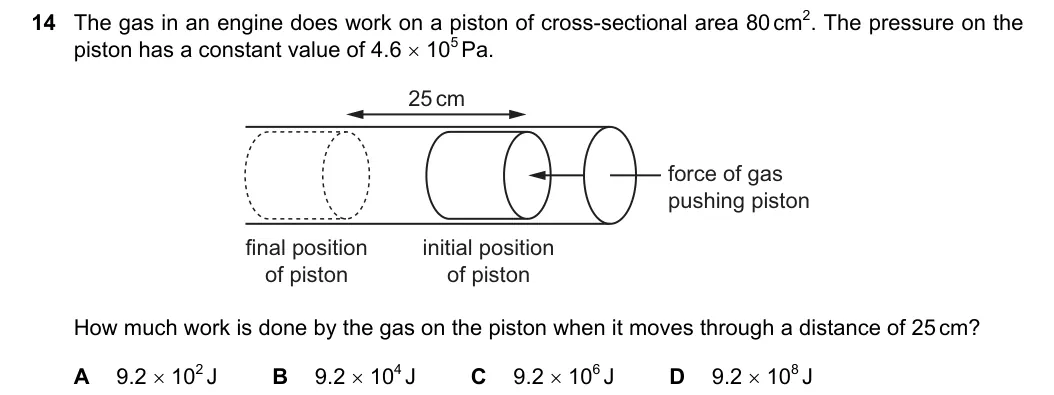 14 The gas in an engine does work on a piston of cross-sectional area 80 cm². The pressure on the
piston has a constant value of 4.6 × 10⁵ Pa.
25 cm
force of gas
pushing piston
final position
of piston
initial position
of piston
How much work is done by the gas on the piston when it moves through a distance of 25 cm?
A 9.2 × 10² J B 9.2 × 10⁴ J C 9.2 × 10⁶ J D 9.2 × 10⁸ J